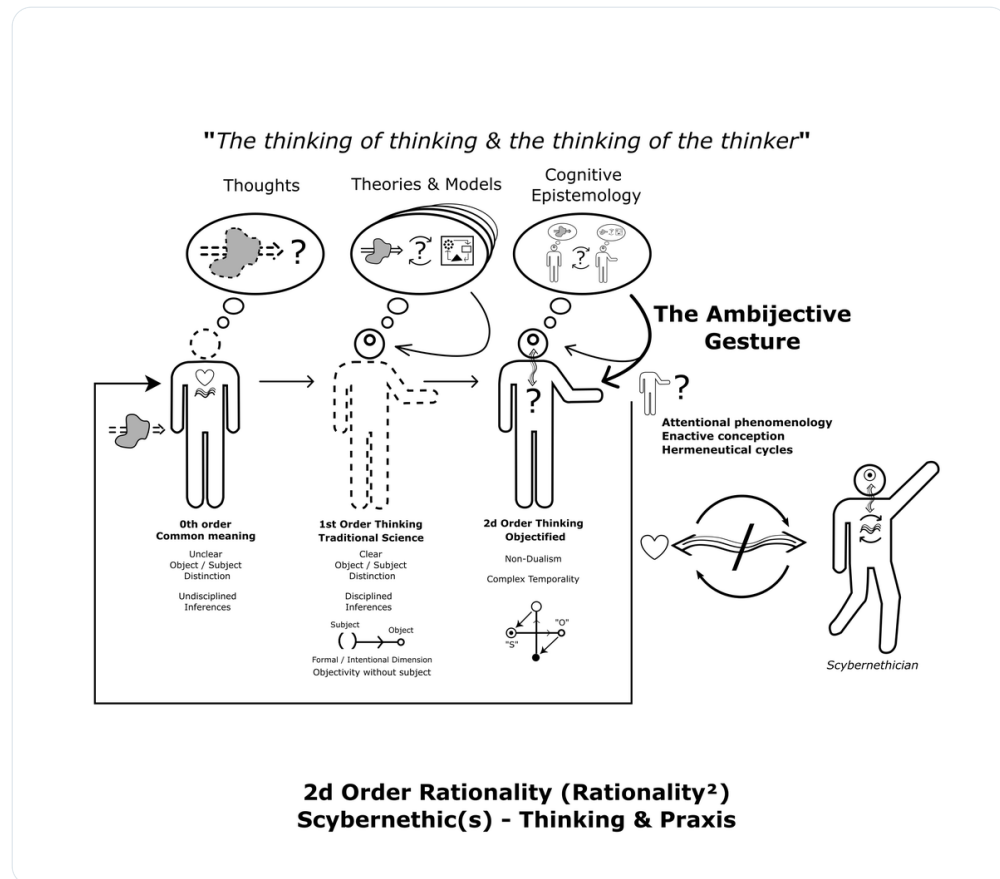 "The thinking of thinking & the thinking of the thinker"
Thoughts
Theories & Models
Cognitive
Epistemology
?
?
?
The Ambijective
Gesture
?
?
Attentional phenomenology
Enactive conception
Hermeneutical cycles
0th order
Common meaning
Unclear
Object / Subject
Distinction
Undisciplined
Inferences
1st Order Thinking
Traditional Science
Clear
Object / Subject
Distinction
Disciplined
Inferences
Subject
Object
( )
Formal / Intentional Dimension
Objectivity without subject
2d Order Thinking
Objectified
Non-Dualism
Complex Temporality
"O"
"S"
/
Scybernethician
2d Order Rationality (Rationality²)
Scybernethic(s) - Thinking & Praxis